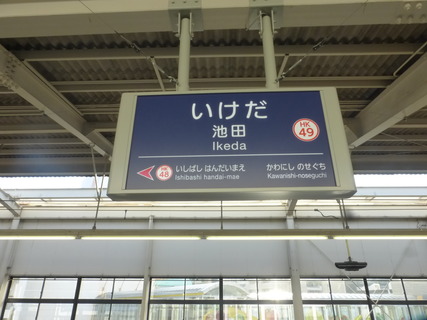 いけだ
池田
Ikeda
HK
49
HK
48
いしばし はんだいまえ
Ishibashi handai-mae
かわにし のせぐち
Kawanishi-noseguchi